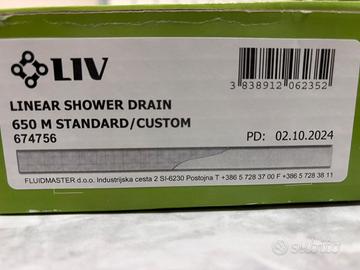 LIV
3 838912 062352
LINEAR SHOWER DRAIN
650 M STANDARD/CUSTOM
674756
PD: 02.10.2024
FLUIDMASTER d.o.o. Industrijska cesta 2 SI-6230 Postojna T +386 5 728 37 00 F +386 5 728 38 11
subito